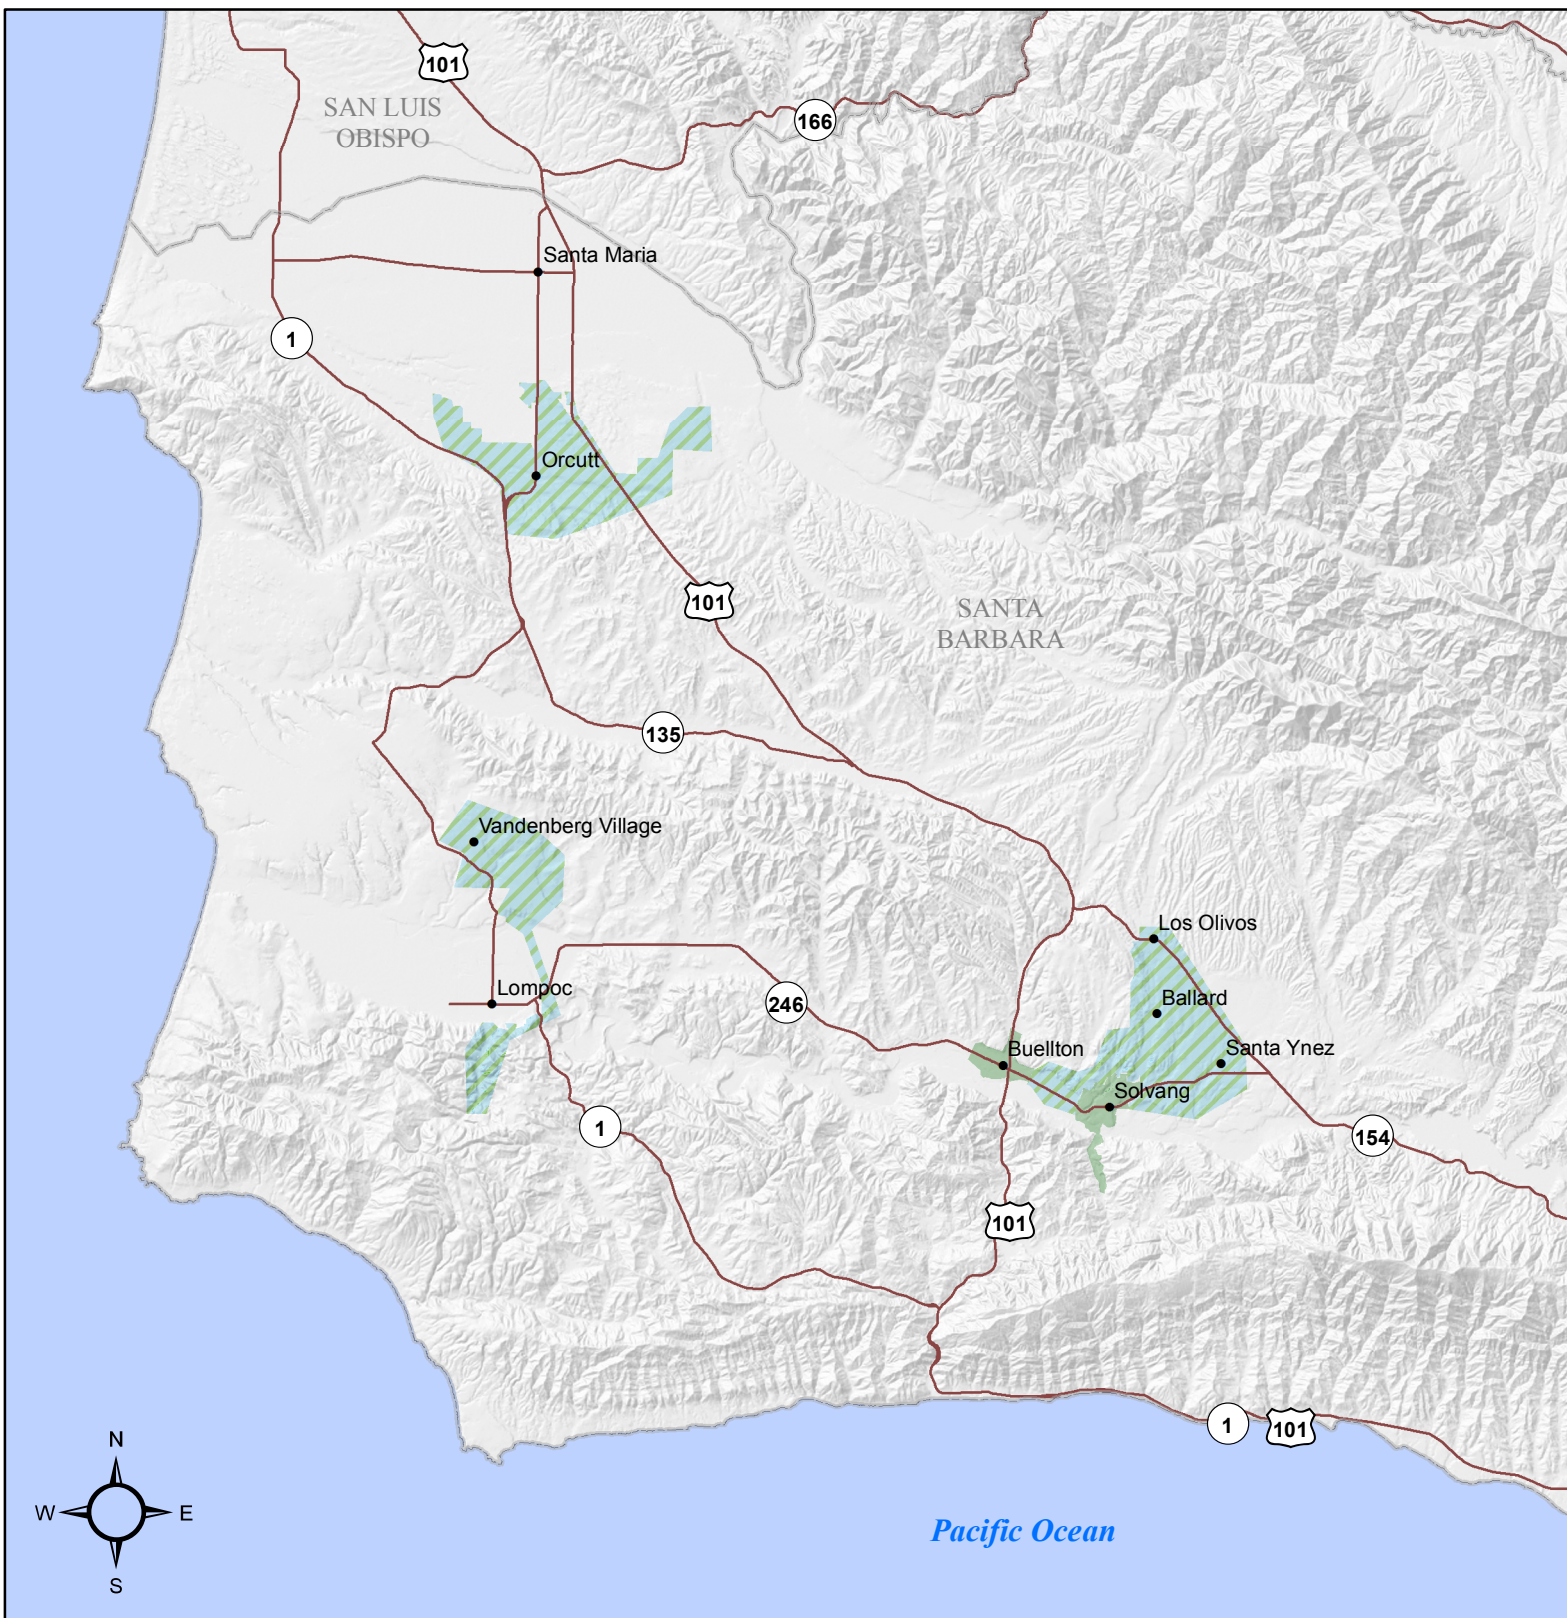 101
SAN LUIS
OBISPO
166
Santa Maria
1
Orcutt
101
SANTA
BARBARA
135
Vandenberg Village
Los Olivos
Lompoc
246
Ballard
Buellton
Santa Ynez
Solvang
1
154
101
1
101
N
W
E
S
Pacific Ocean